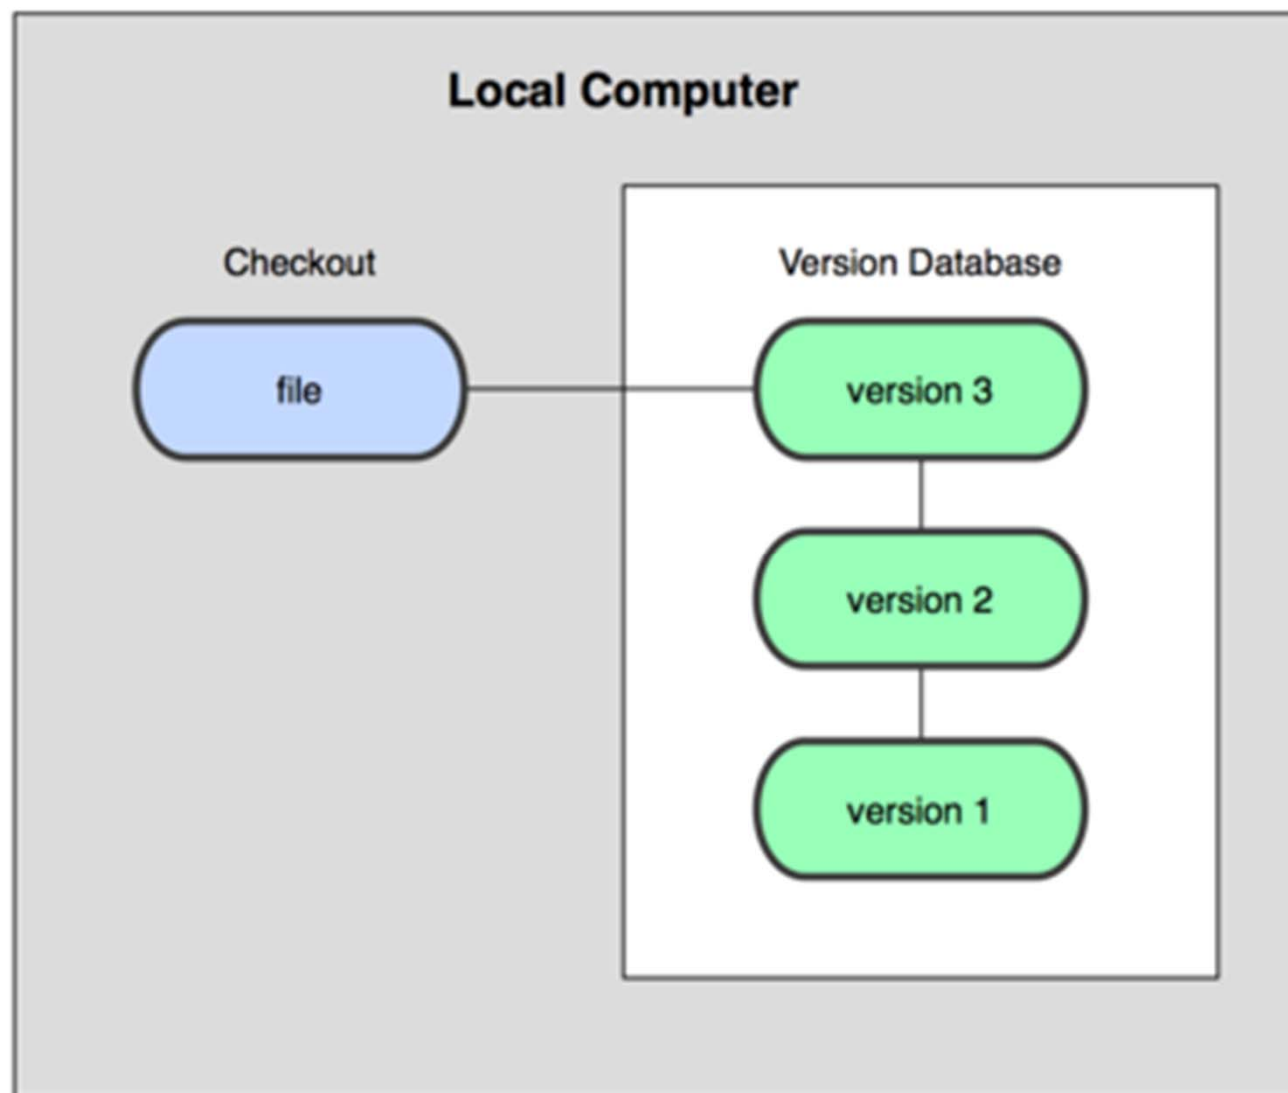 Local Computer
Checkout
Version Database
file
version 3
version 2
version 1